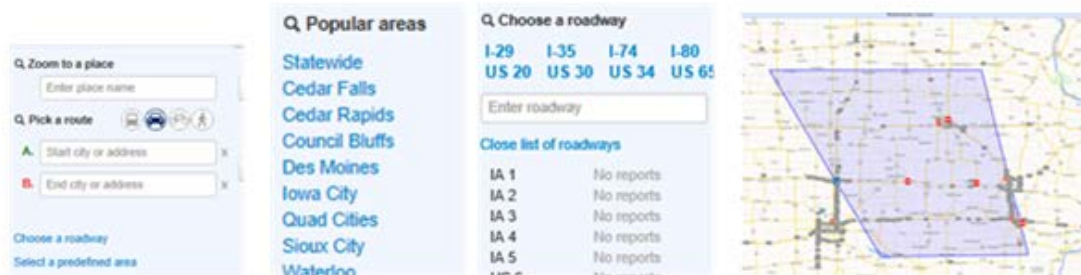 Zoom to a place
Enter place name
Pick a route
A. Start city or address x
B. End city or address x
Choose a roadway
Select a predefined area
Popular areas
Statewide
Cedar Falls
Cedar Rapids
Council Bluffs
Des Moines
Iowa City
Quad Cities
Sioux City
Waterloo
Choose a roadway
I-29 I-35 I-74 I-80
US 20 US 30 US 34 US 65
Enter roadway
Close list of roadways
IA 1 No reports
IA 2 No reports
IA 3 No reports
IA 4 No reports
IA 5 No reports